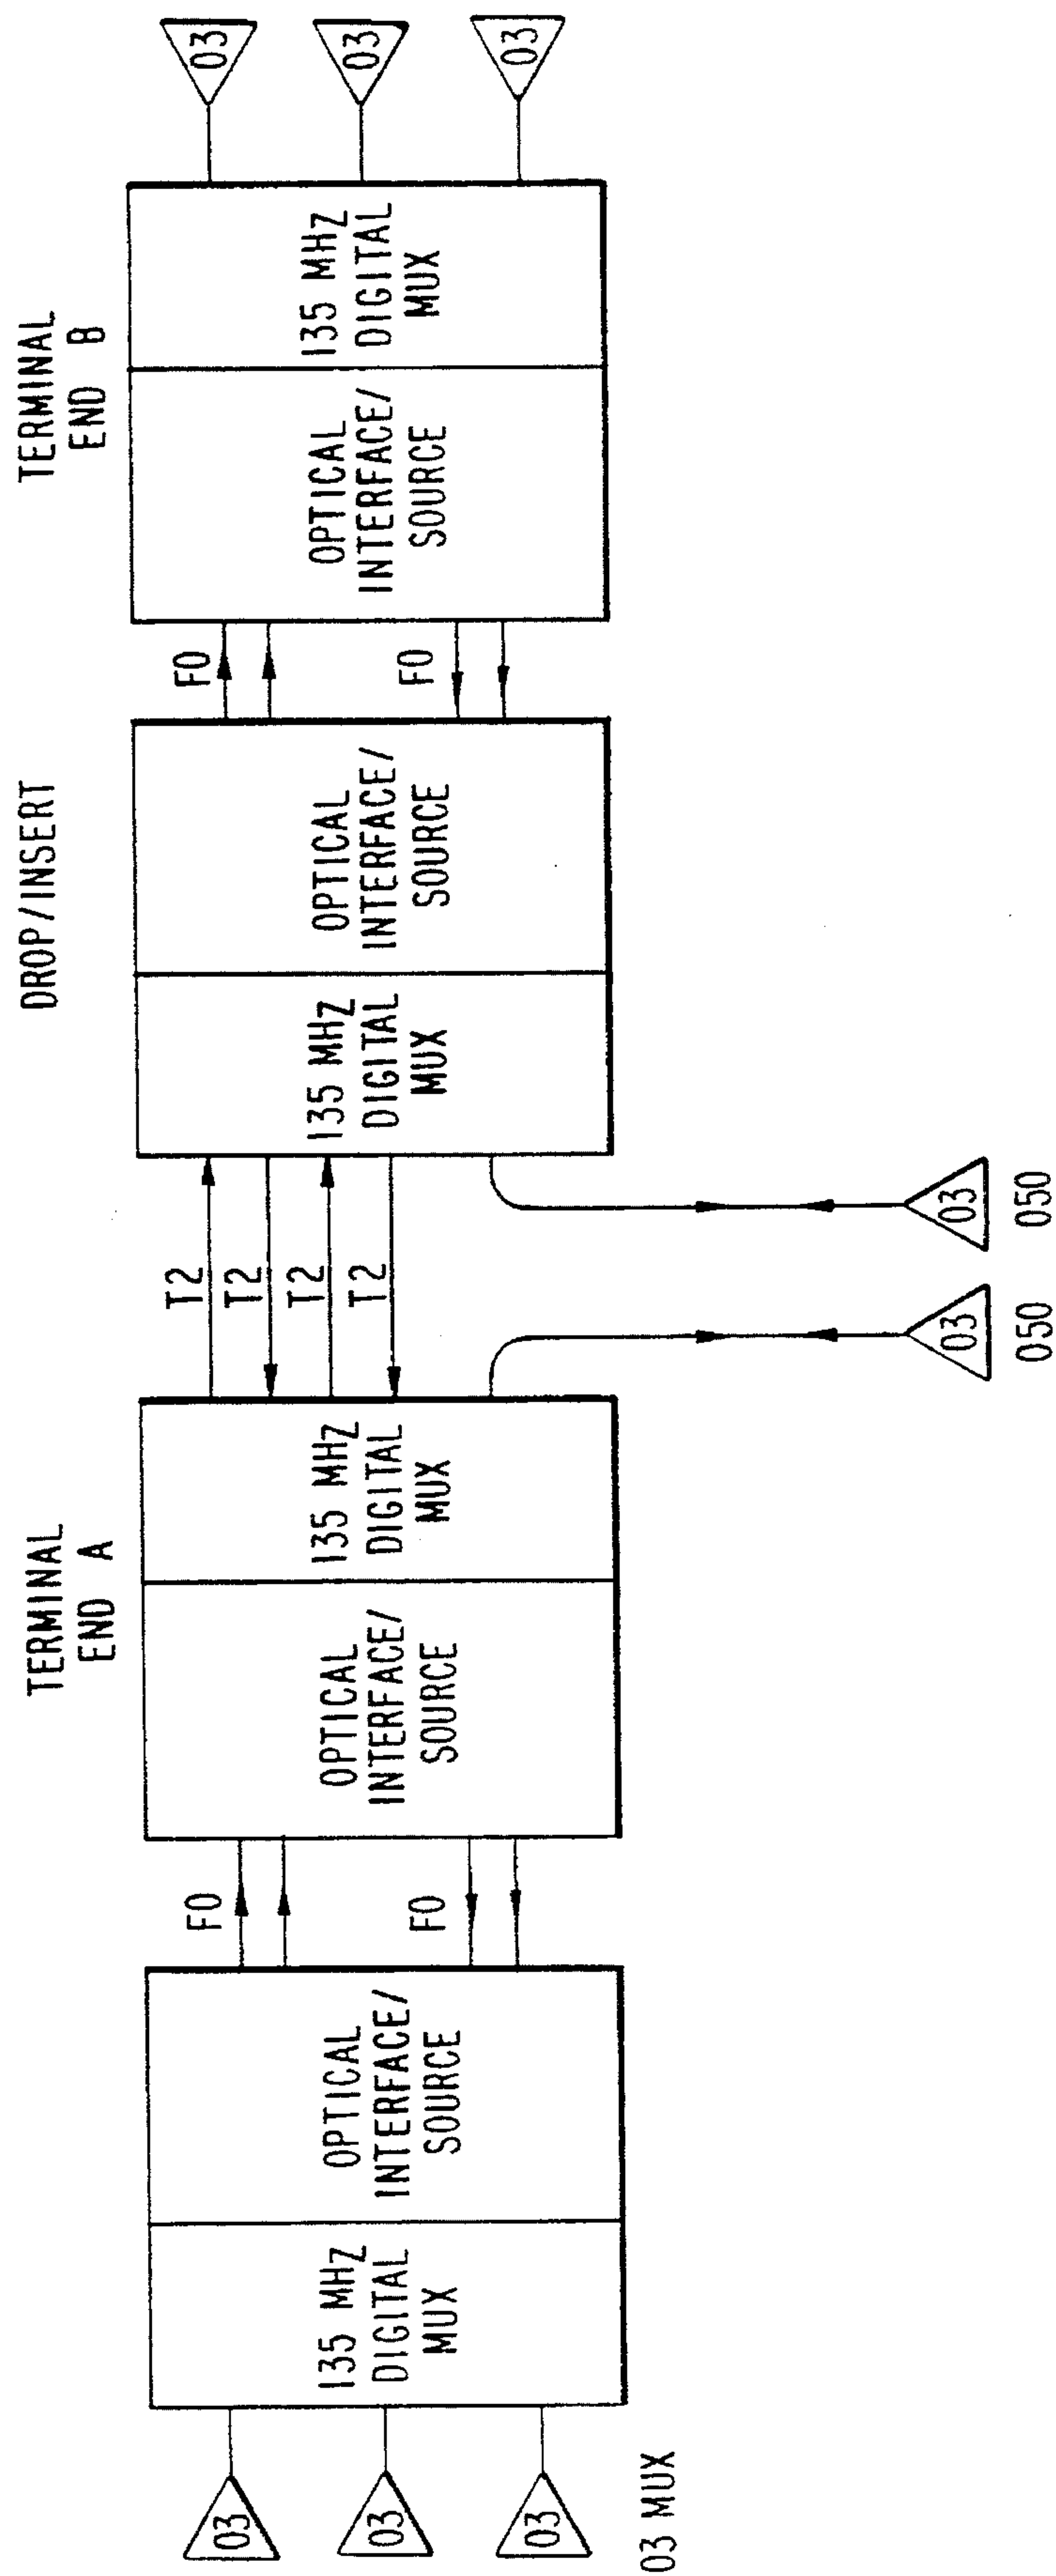 TERMINAL
END A
DROP/INSERT
TERMINAL
END B
03
03
03
03 MUX
135 MHz
DIGITAL
MUX
OPTICAL
INTERFACE/
SOURCE
FO
FO
OPTICAL
INTERFACE/
SOURCE
135 MHz
DIGITAL
MUX
T2
T2
T2
T2
03
050
03
050
135 MHz
DIGITAL
MUX
OPTICAL
INTERFACE/
SOURCE
FO
FO
OPTICAL
INTERFACE/
SOURCE
135 MHz
DIGITAL
MUX
03
03
03